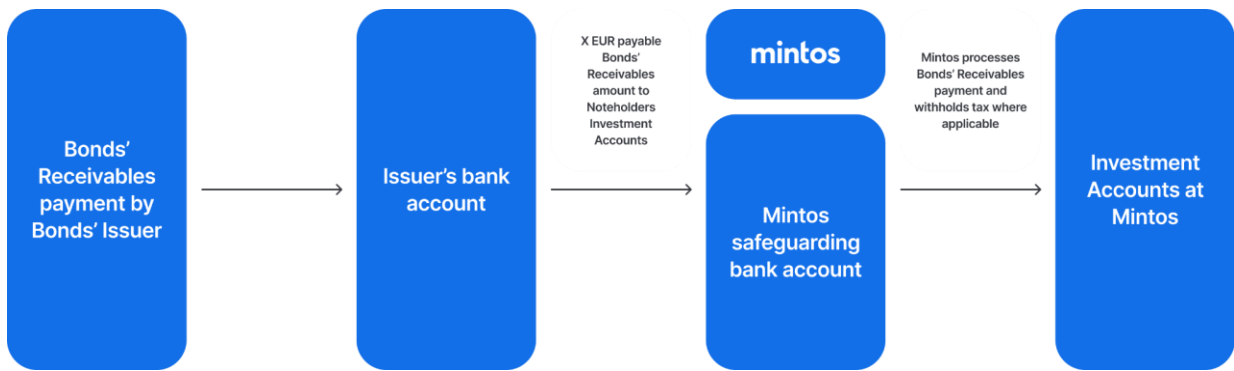 Bonds’
Receivables
payment by
Bonds’ Issuer
Issuer’s bank
account
X EUR payable
Bonds’
Receivables
amount to
Noteholders
Investment
Accounts
mintos
Mintos
safeguarding
bank account
Mintos processes
Bonds’ Receivables
payment and
withholds tax where
applicable
Investment
Accounts at
Mintos